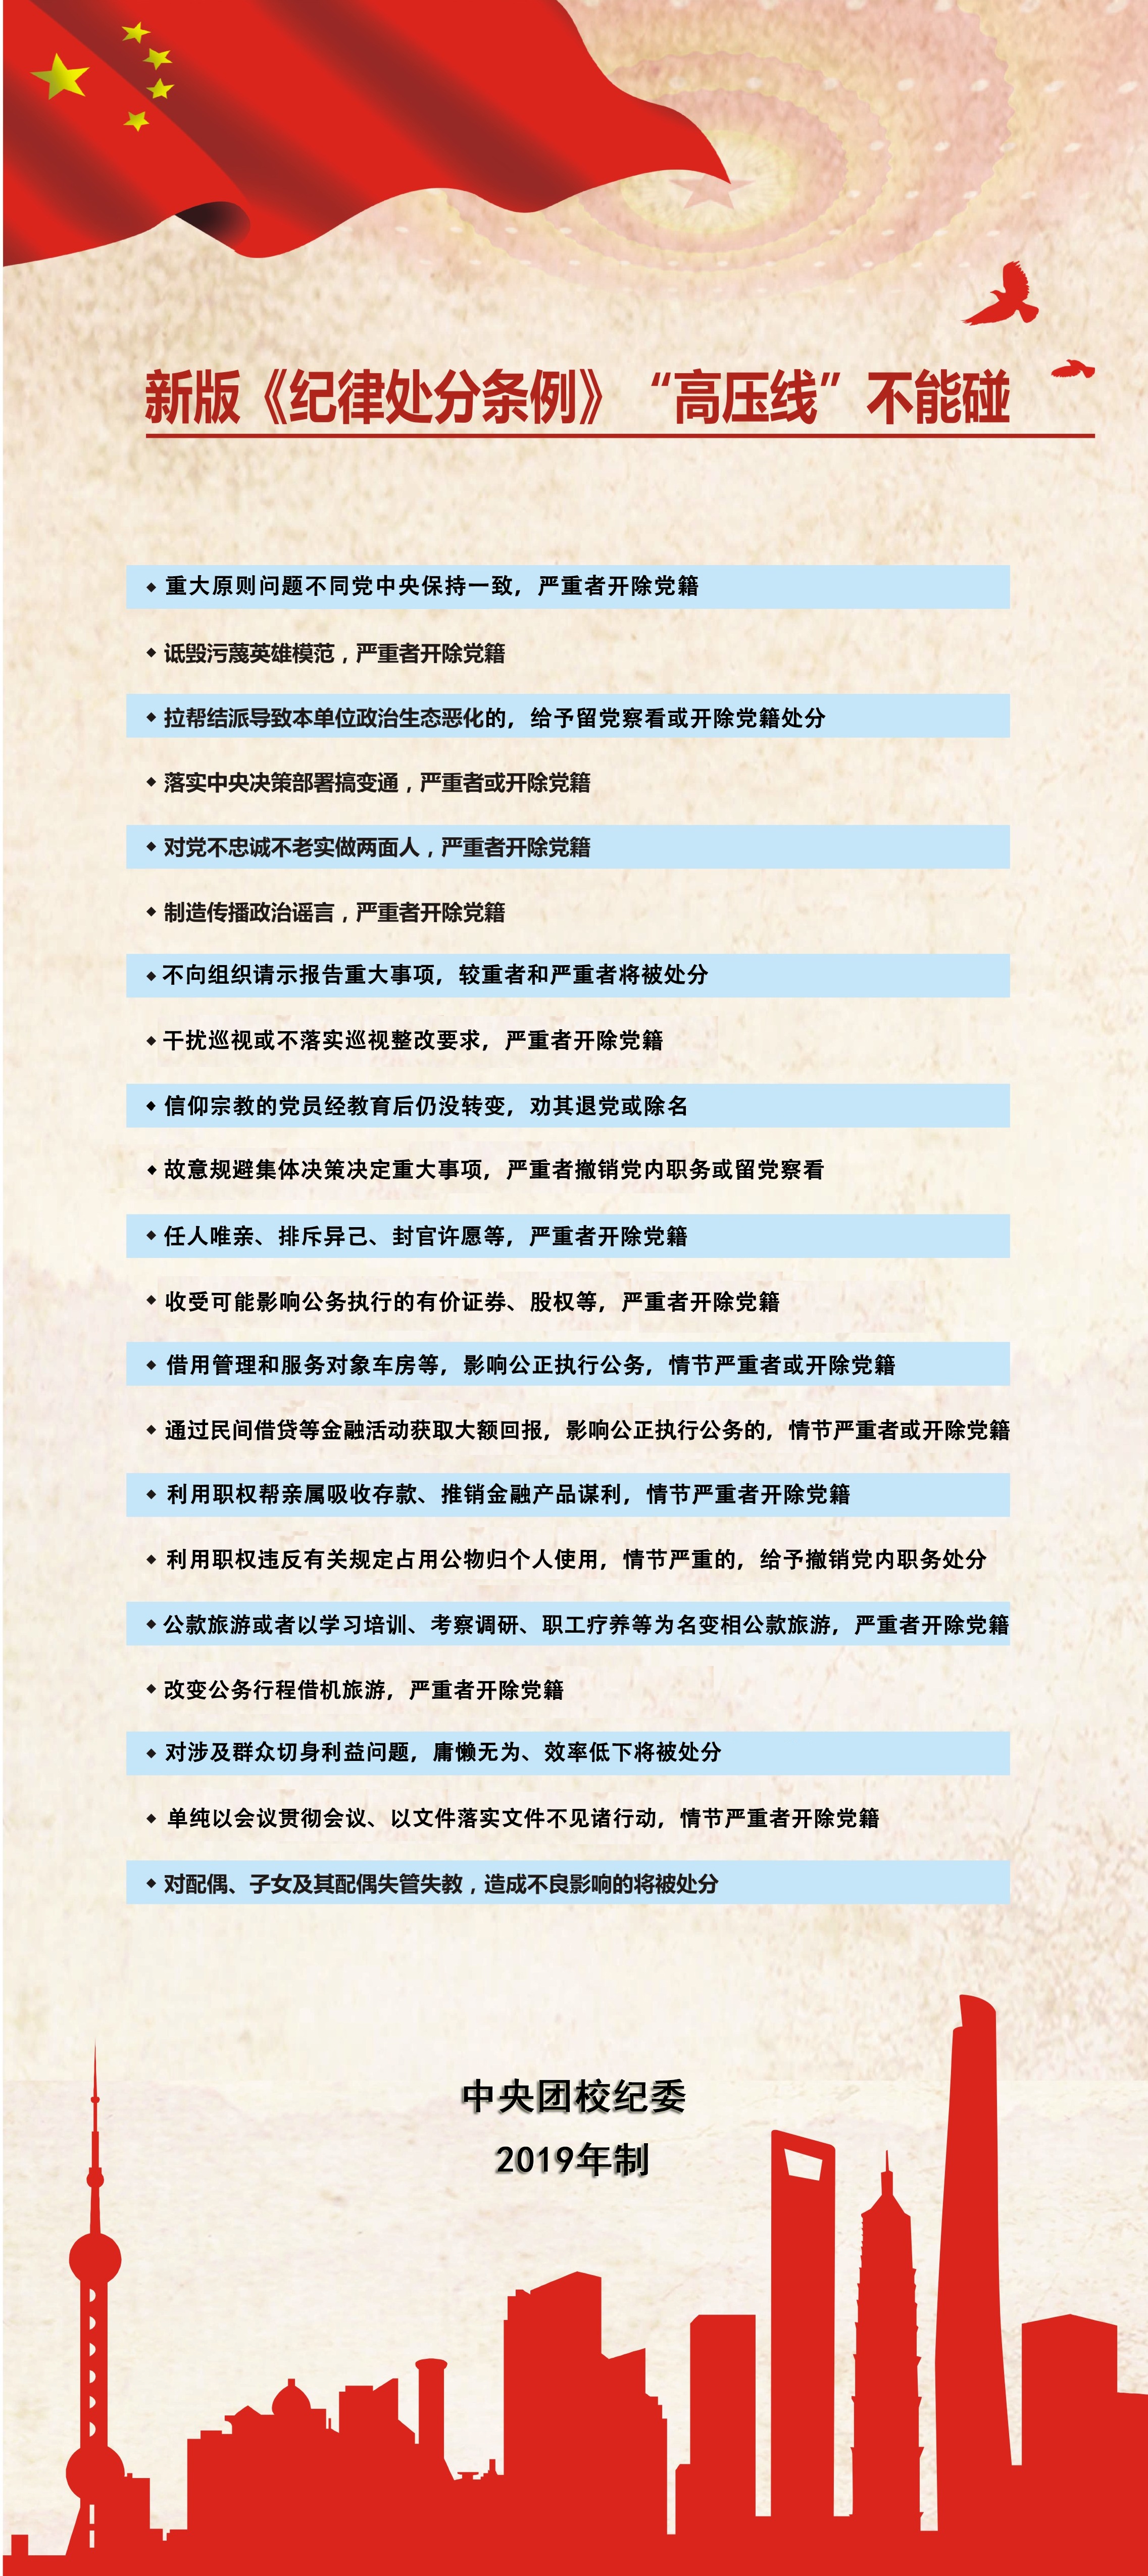 新版《纪律处分条例》“高压线”不能碰
◆ 重大原则问题不同党中央保持一致，严重者开除党籍
◆ 诋毁污蔑英雄模范，严重者开除党籍
◆ 拉帮结派导致本单位政治生态恶化的，给予留党察看或开除党籍处分
◆ 落实中央决策部署搞变通，严重者或开除党籍
◆ 对党不忠诚不老实做两面人，严重者开除党籍
◆ 制造传播政治谣言，严重者开除党籍
◆ 不向组织请示报告重大事项，较重者和严重者将被处分
◆ 干扰巡视或不落实巡视整改要求，严重者开除党籍
◆ 信仰宗教的党员经教育后仍没转变，劝其退党或除名
◆ 故意规避集体决策决定重大事项，严重者撤销党内职务或留党察看
◆ 任人唯亲、排斥异己、封官许愿等，严重者开除党籍
◆ 收受可能影响公务执行的有价证券、股权等，严重者开除党籍
◆ 借用管理和服务对象车房等，影响公正执行公务，情节严重者或开除党籍
◆ 通过民间借贷等金融活动获取大额回报，影响公正执行公务的，情节严重者或开除党籍
◆ 利用职权帮亲属吸收存款、推销金融产品谋利，情节严重者开除党籍
◆ 利用职权违反有关规定占用公物归个人使用，情节严重的，给予撤销党内职务处分
◆ 公款旅游或者以学习培训、考察调研、职工疗养等为名变相公款旅游，严重者开除党籍
◆ 改变公务行程借机旅游，严重者开除党籍
◆ 对涉及群众切身利益问题，庸懒无为、效率低下将被处分
◆ 单纯以会议贯彻会议、以文件落实文件不见诸行动，情节严重者开除党籍
◆ 对配偶、子女及其配偶失管失教，造成不良影响的将被处分
中央团校纪委
2019年制